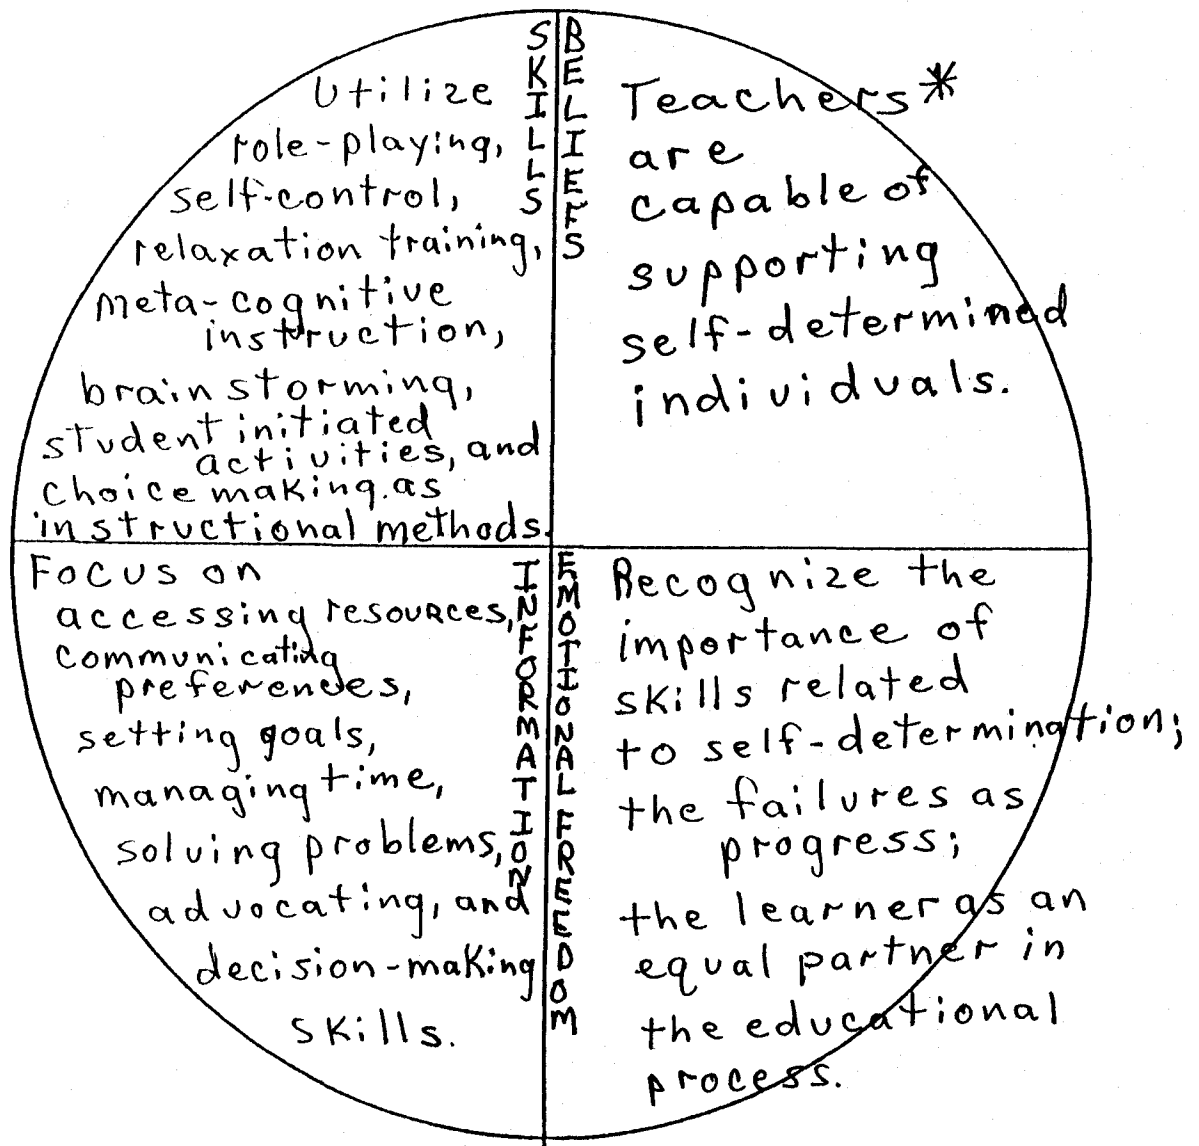 SKILLS
Utilize
role-playing,
self-control,
relaxation training,
meta-cognitive
instruction,
brainstorming,
student initiated
activities, and
choice making as
instructional methods.
BELIEFS
Teachers*
are
capable of
supporting
self-determined
individuals.
INFORMATION
Focus on
accessing resources,
communicating
preferences,
setting goals,
managing time,
solving problems,
advocating, and
decision-making
skills.
EMOTIONAL FREEDOM
Recognize the
importance of
skills related
to self-determination;
the failures as
progress;
the learner as an
equal partner in
the educational
process.